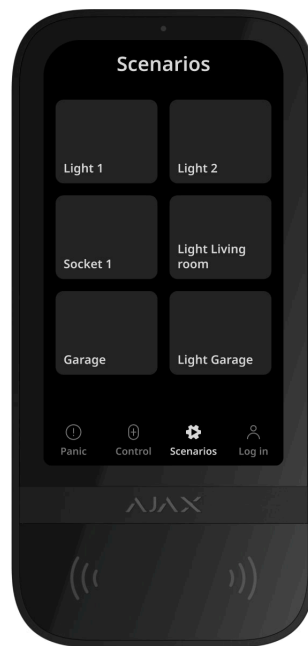 Scenarios
Light 1
Light 2
Socket 1
Light Living
room
Garage
Light Garage
Panic
Control
Scenarios
Log in
AJAX